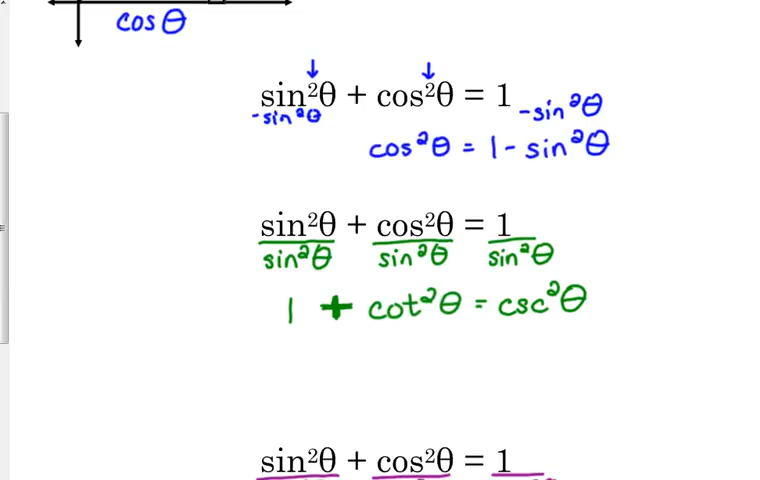 cos θ
sin²θ + cos²θ = 1
-sin²θ -sin²θ
cos²θ = 1 - sin²θ
sin²θ + cos²θ = 1
sin²θ sin²θ sin²θ
1 + cot²θ = csc²θ
sin²θ + cos²θ = 1